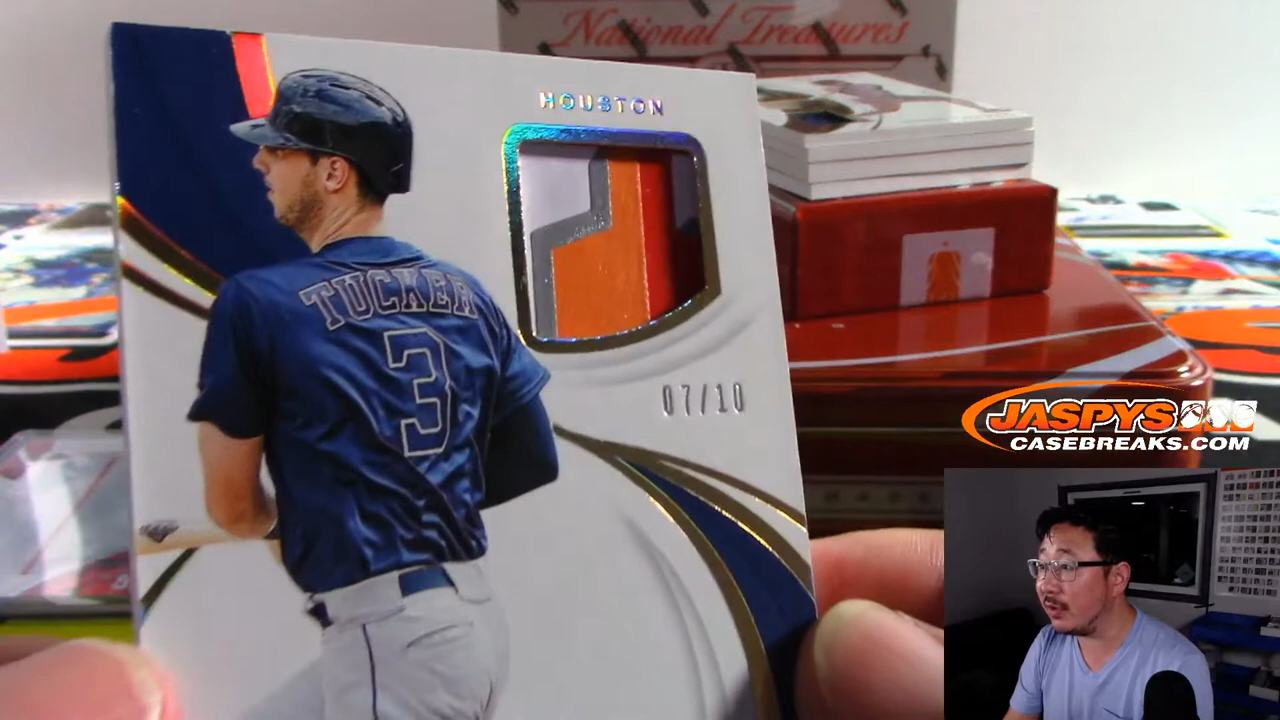 National Treasures
HOUSTON
TUCKER
3
07/10
JASPYS
CASEBREAKS.COM